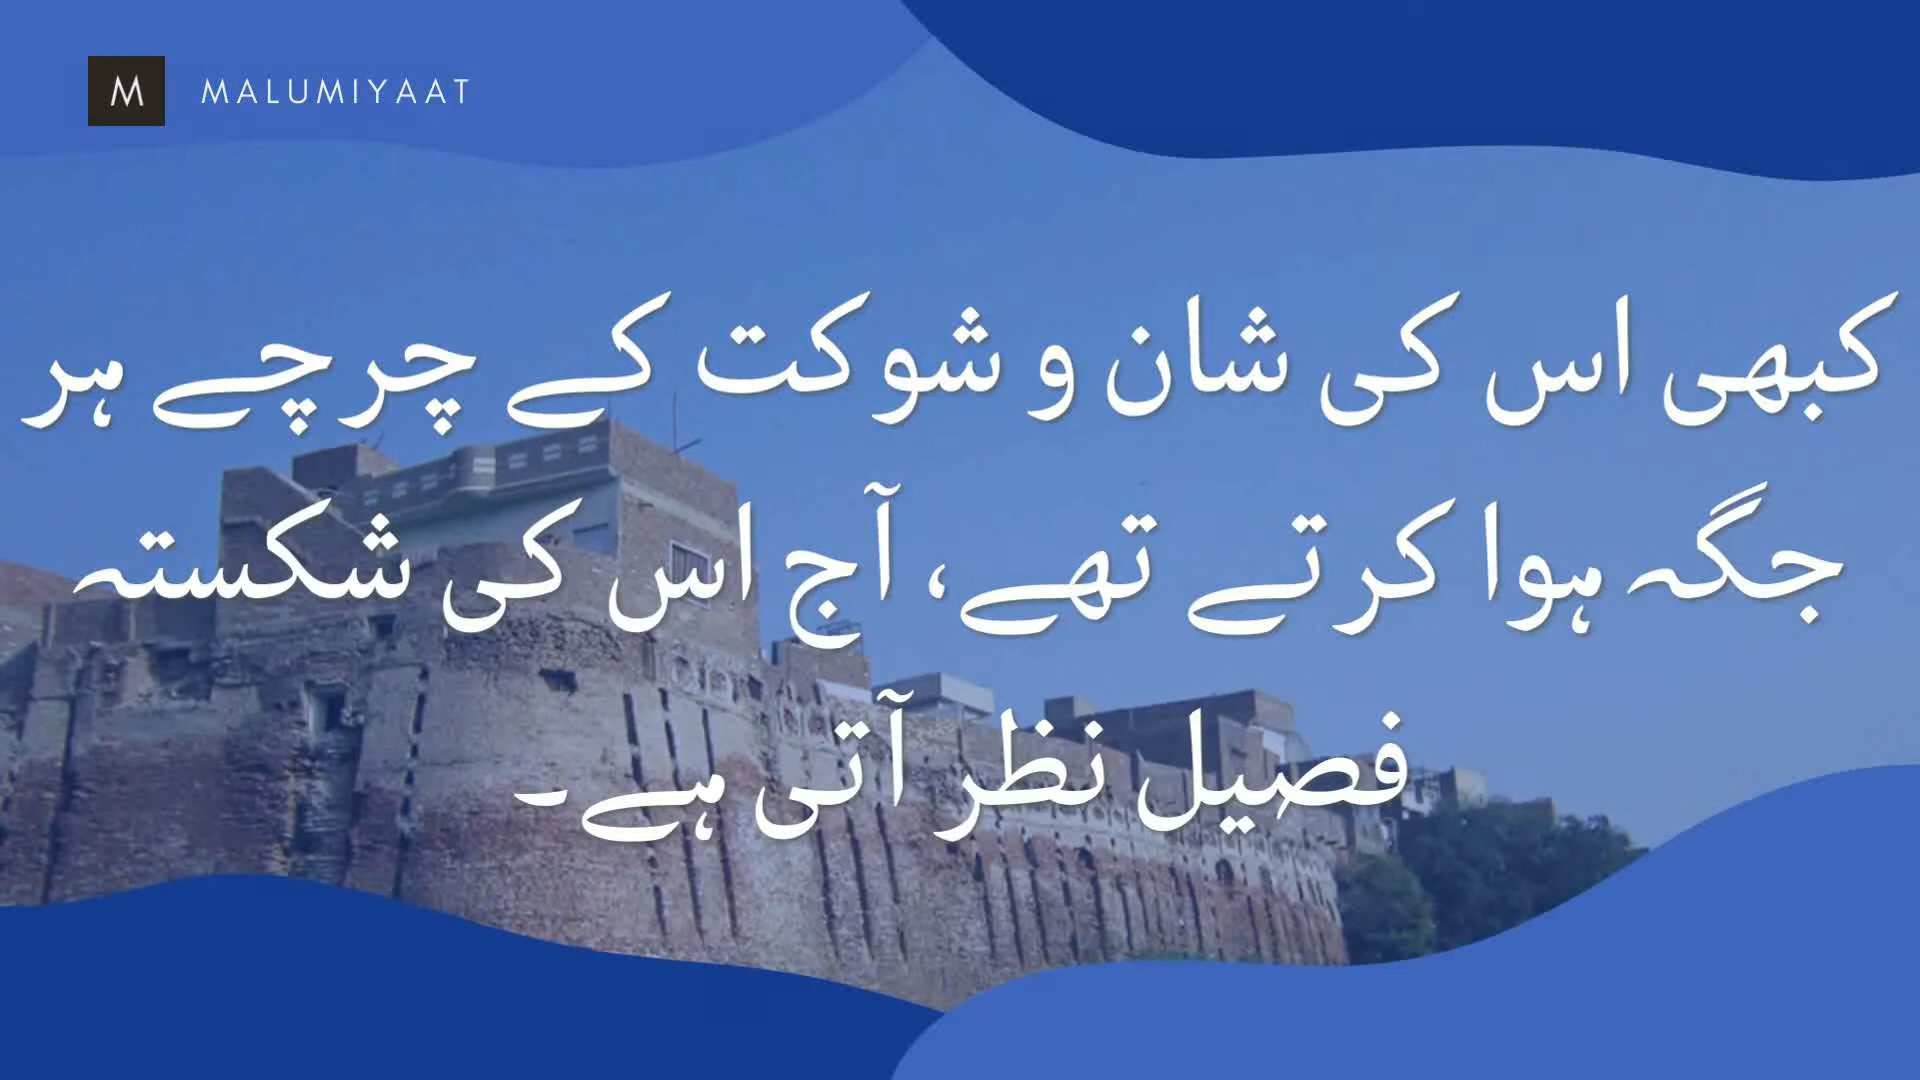 M MALUMIYAAT
کبھی اس کی شان و شوکت کے چرچے ہر
جگہ ہوا کرتے تھے، آج اس کی شکستہ
فصیل نظر آتی ہے۔